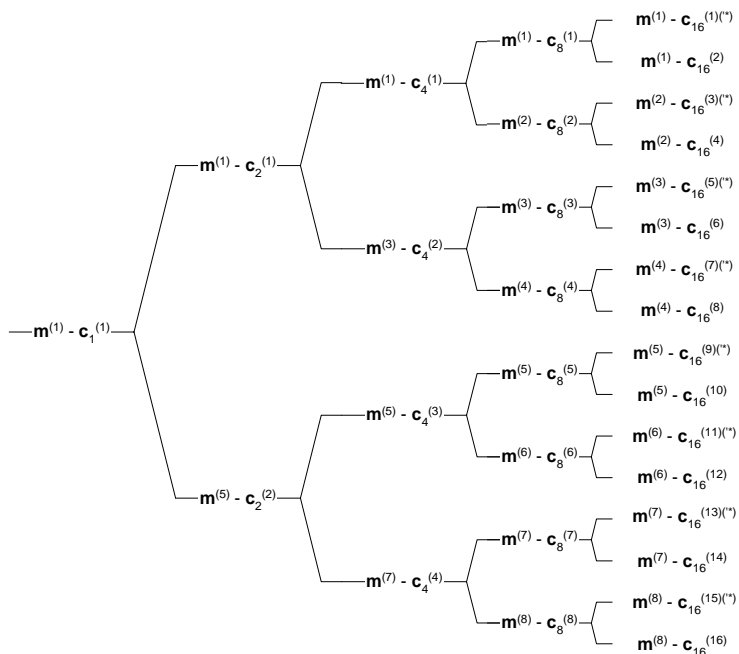 m(1) - c16(1)('*)
m(1) - c8(1)
m(1) - c16(2)
m(1) - c4(1)
m(2) - c16(3)('*)
m(2) - c8(2)
m(2) - c16(4)
m(1) - c2(1)
m(3) - c16(5)('*)
m(3) - c8(3)
m(3) - c16(6)
m(3) - c4(2)
m(4) - c16(7)('*)
m(4) - c8(4)
m(4) - c16(8)
m(1) - c1(1)
m(5) - c16(9)('*)
m(5) - c8(5)
m(5) - c16(10)
m(5) - c4(3)
m(6) - c16(11)('*)
m(6) - c8(6)
m(6) - c16(12)
m(5) - c2(2)
m(7) - c16(13)('*)
m(7) - c8(7)
m(7) - c16(14)
m(7) - c4(4)
m(8) - c16(15)('*)
m(8) - c8(8)
m(8) - c16(16)